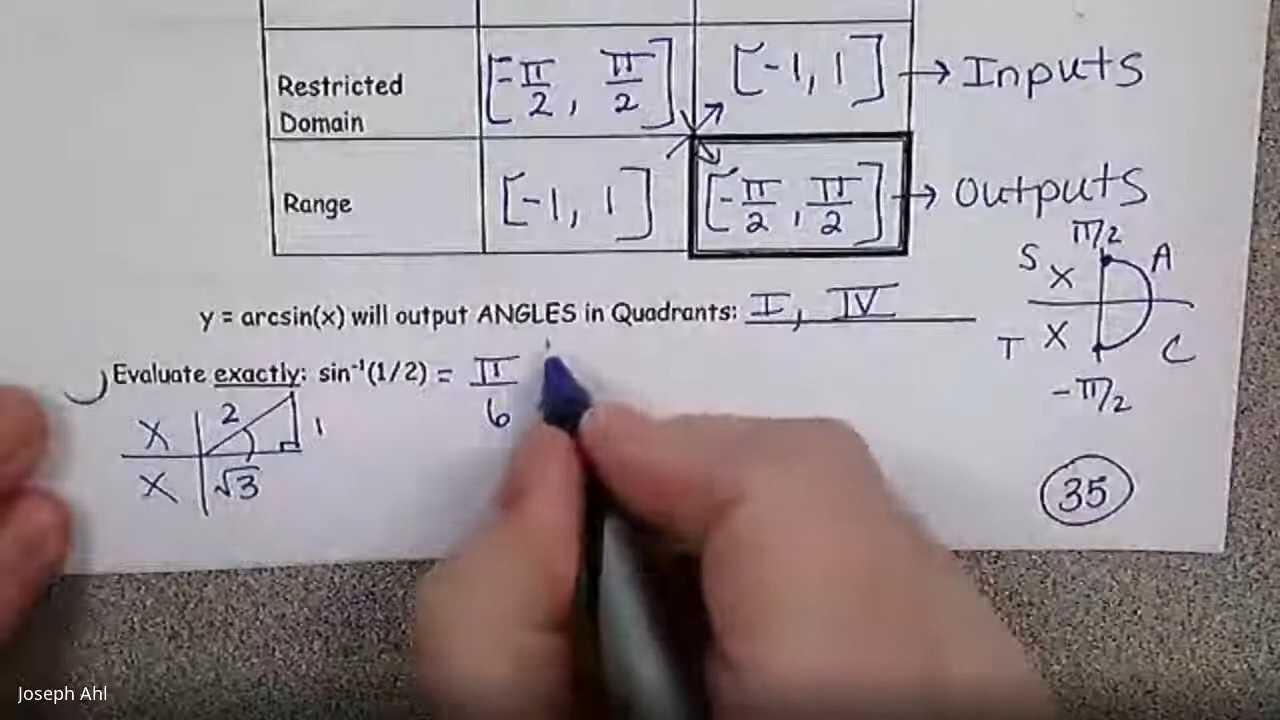 Restricted Domain [-π/2, π/2] [-1, 1] → Inputs
Range [-1, 1] [-π/2, π/2] → Outputs
π/2
S X A
T X C
-π/2
y = arcsin(x) will output ANGLES in Quadrants: I, IV
Evaluate exactly: sin⁻¹(1/2) = π/6
X 2 1
X √3
35
Joseph Ahl